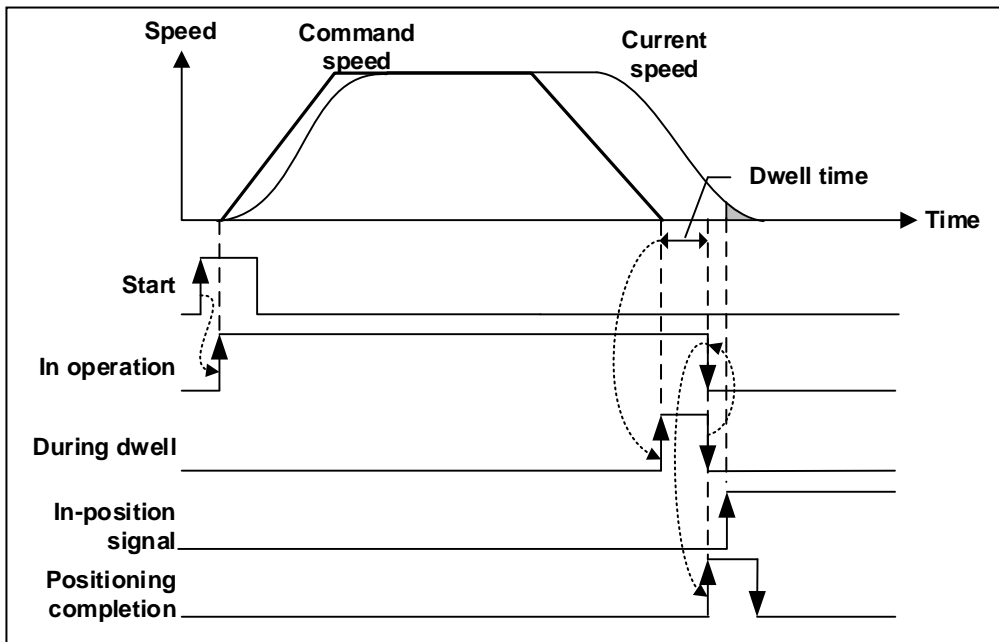 Speed
Command
speed
Current
speed
Dwell time
Time
Start
In operation
During dwell
In-position
signal
Positioning
completion